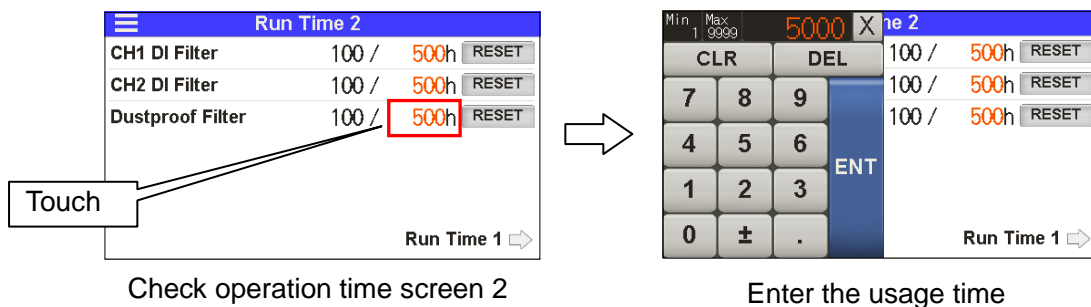 Run Time 2
CH1 DI Filter 100 / 500h RESET
CH2 DI Filter 100 / 500h RESET
Dustproof Filter 100 / 500h RESET
Touch
Run Time 1
Check operation time screen 2
Min 1 Max 9999 5000 X ne 2
CLR DEL 100 / 500h RESET
7 8 9 100 / 500h RESET
100 / 500h RESET
4 5 6
ENT
1 2 3
0 ± . Run Time 1
Enter the usage time